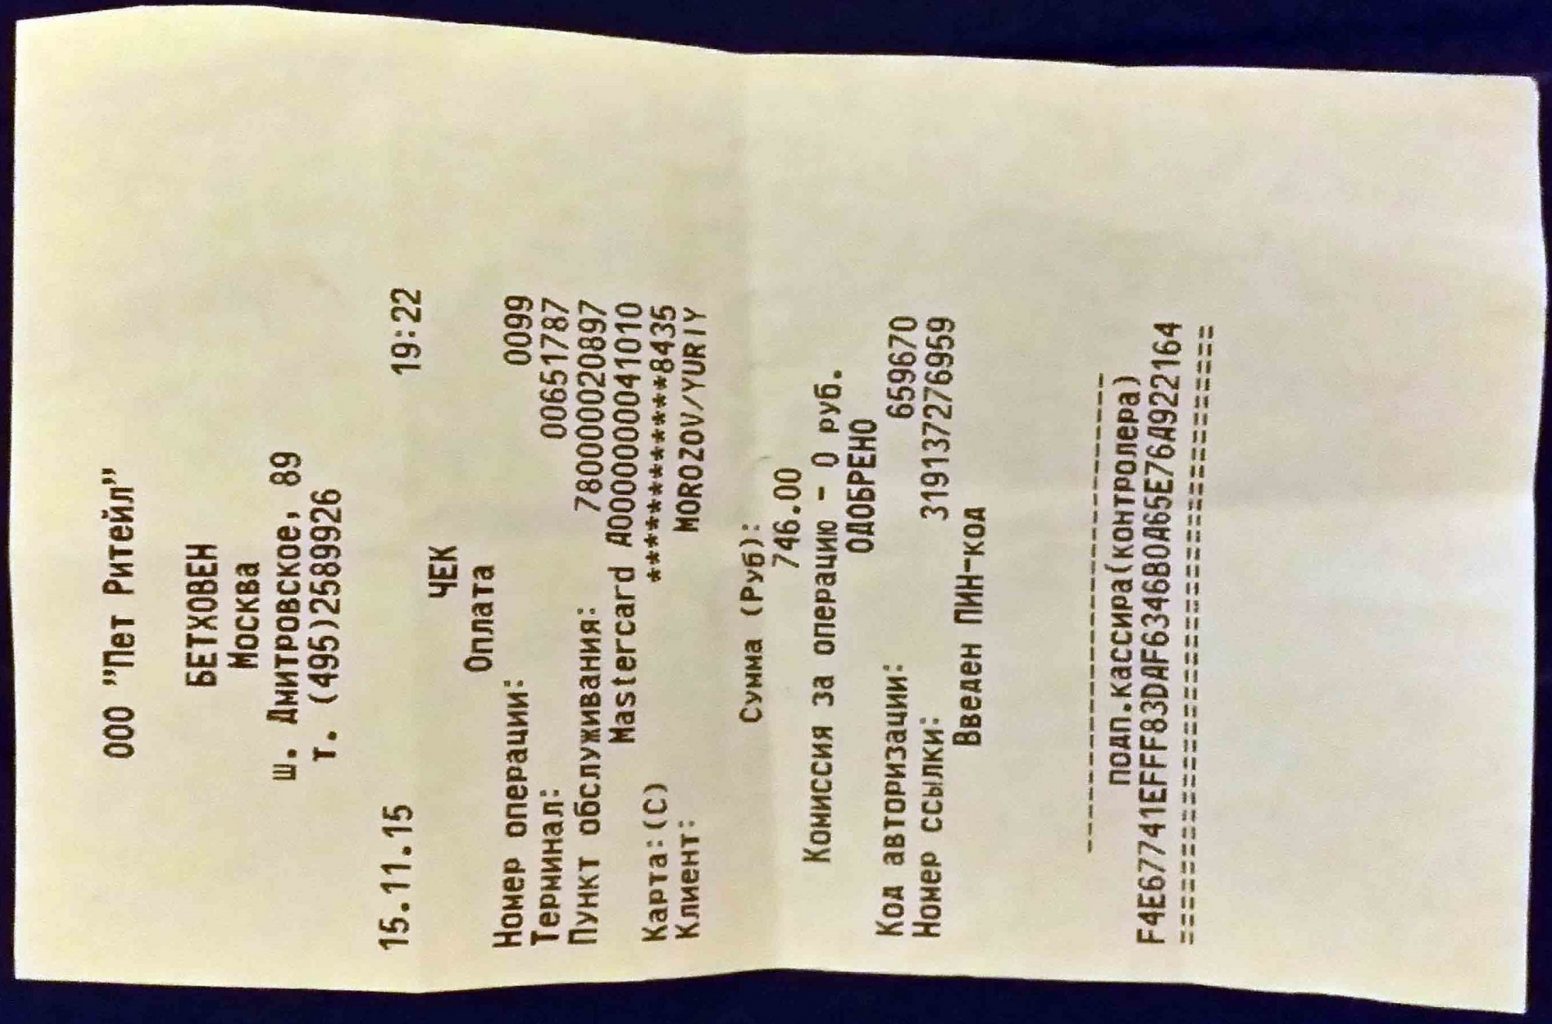 ООО "Пет Ритейл"
БЕТХОВЕН
Москва
ш. Дмитровское, 89
т. (495)2589926
15.11.15 19:22
ЧЕК
Оплата
Номер операции: 0099
Терминал: 00651787
Пункт обслуживания: 780000020897
Mastercard A0000000041010
Карта:(C) ************8435
Клиент: MOROZOV/YURIY
Сумма (Руб):
746.00
Комиссия за операцию - 0 руб.
ОДОБРЕНО
Код авторизации: 659670
Номер ссылки: 319137276959
Введен ПИН-код
------------------------------
подп.кассира(контролера)
F4E67741EFFF83DAF6346B0A65E76A922164
========================================